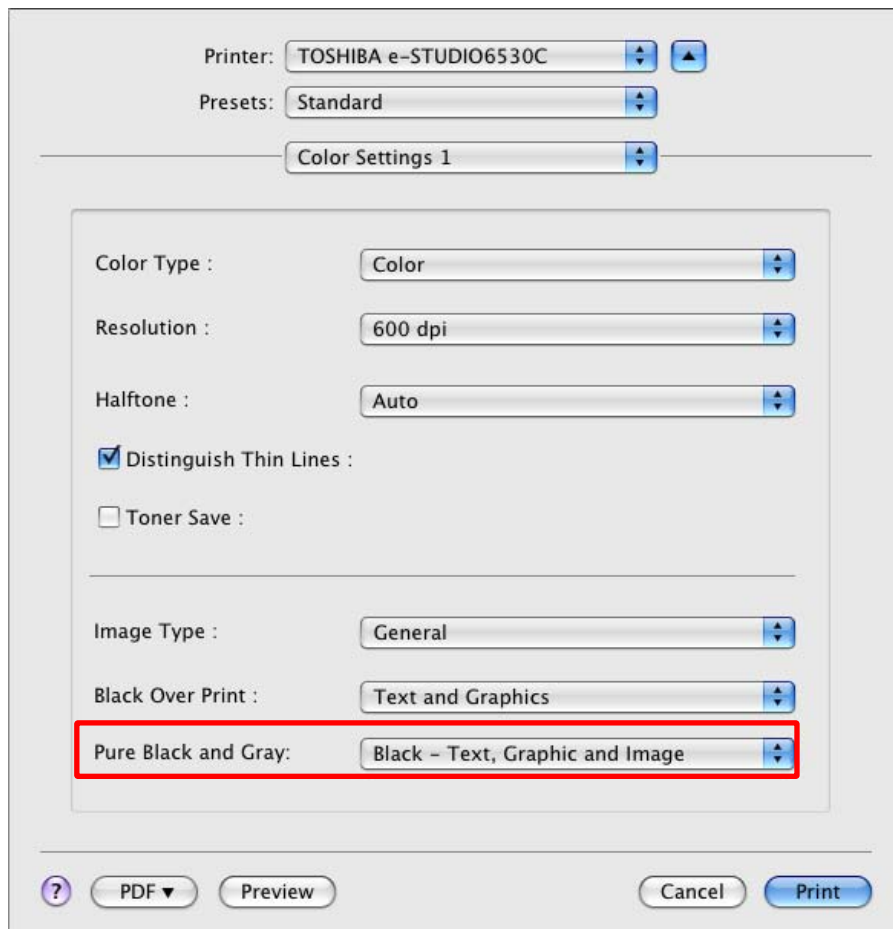 Printer: TOSHIBA e-STUDIO6530C
Presets: Standard
Color Settings 1
Color Type : Color
Resolution : 600 dpi
Halftone : Auto
Distinguish Thin Lines :
Toner Save :
Image Type : General
Black Over Print : Text and Graphics
Pure Black and Gray: Black – Text, Graphic and Image
? PDF ▼ Preview Cancel Print